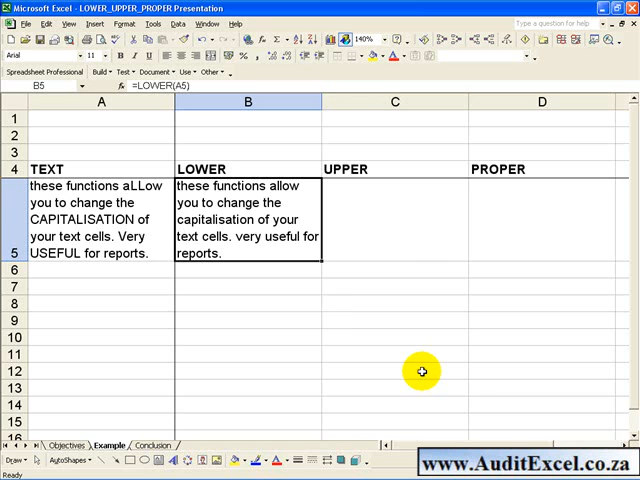 Microsoft Excel - LOWER_UPPER_PROPER Presentation
File Edit View Insert Format Tools Data Window Help
Type a question for help
140%
Arial
11
Spreadsheet Professional Build Test Document Use Other
B5
fx =LOWER(A5)
A B C D
1
2
3
4 TEXT LOWER UPPER PROPER
these functions aLLow these functions allow
you to change the you to change the
CAPITALISATION of capitalisation of your
your text cells. Very text cells. very useful for
5 USEFUL for reports. reports.
6
7
8
9
10
11
12
13
14
15
16
Objectives Example Conclusion
Draw AutoShapes
www.AuditExcel.co.za